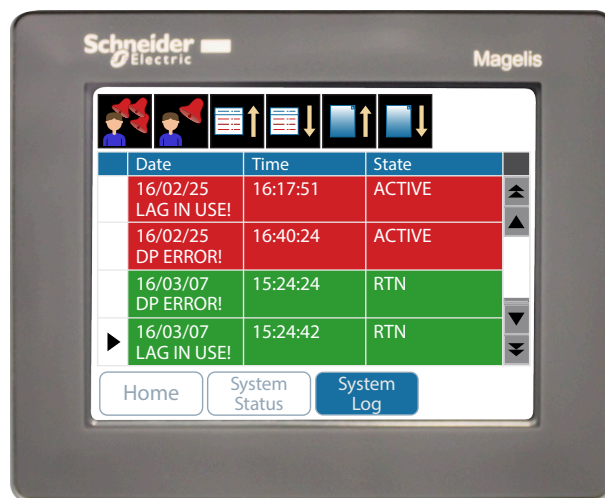 Schneider
Electric
Magelis
Date Time State
16/02/25 16:17:51 ACTIVE
LAG IN USE!
16/02/25 16:40:24 ACTIVE
DP ERROR!
16/03/07 15:24:24 RTN
DP ERROR!
16/03/07 15:24:42 RTN
LAG IN USE!
Home
System
Status
System
Log